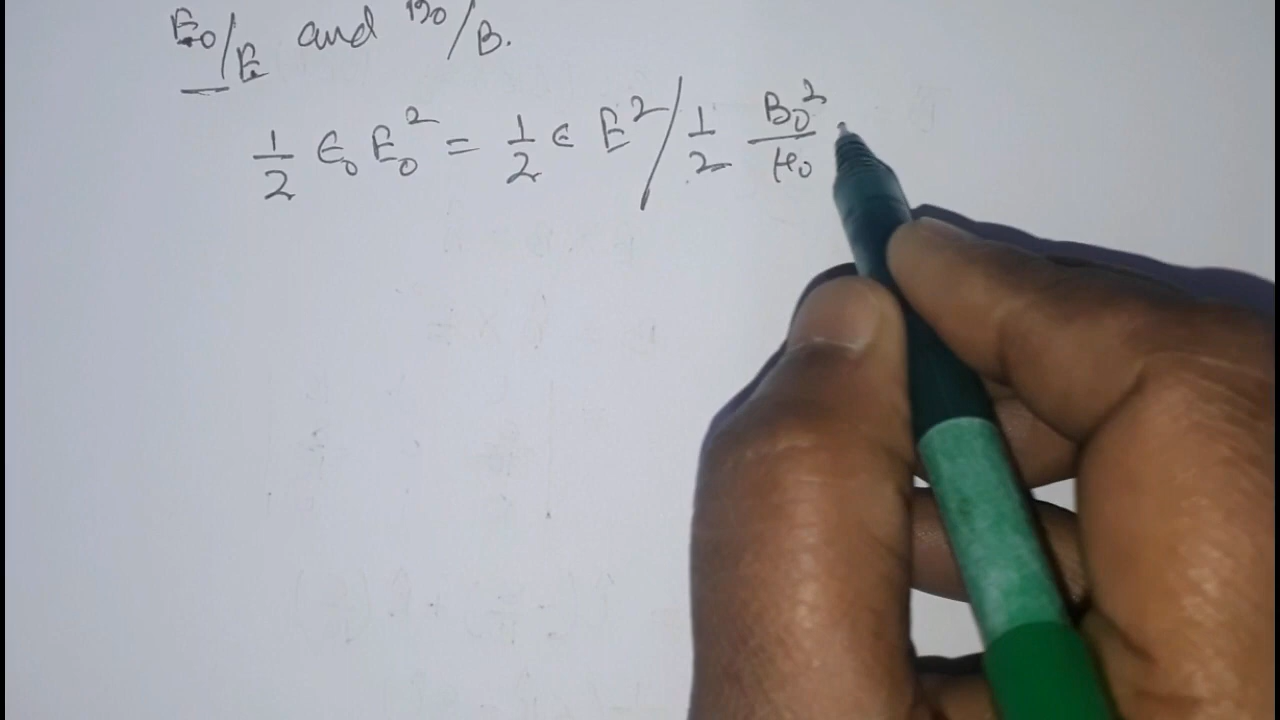 E₀/E and B₀/B.
1/2 ϵ₀ E₀² = 1/2 ϵ E² / 1/2 B₀²/μ₀